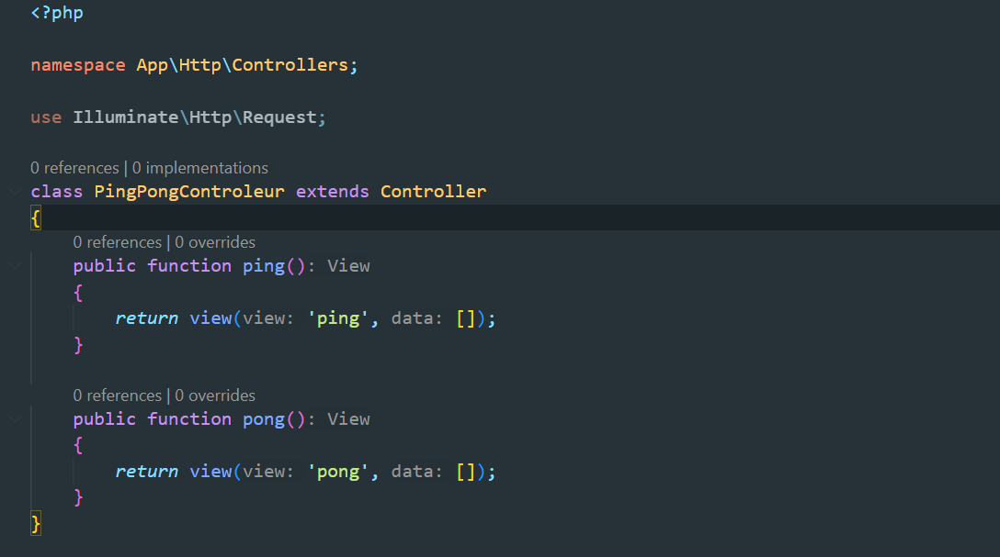 <?php
namespace App\Http\Controllers;
use Illuminate\Http\Request;
0 references | 0 implementations
class PingPongControleur extends Controller
{
0 references | 0 overrides
public function ping(): View
{
return view(view: 'ping', data: []);
}
0 references | 0 overrides
public function pong(): View
{
return view(view: 'pong', data: []);
}
}